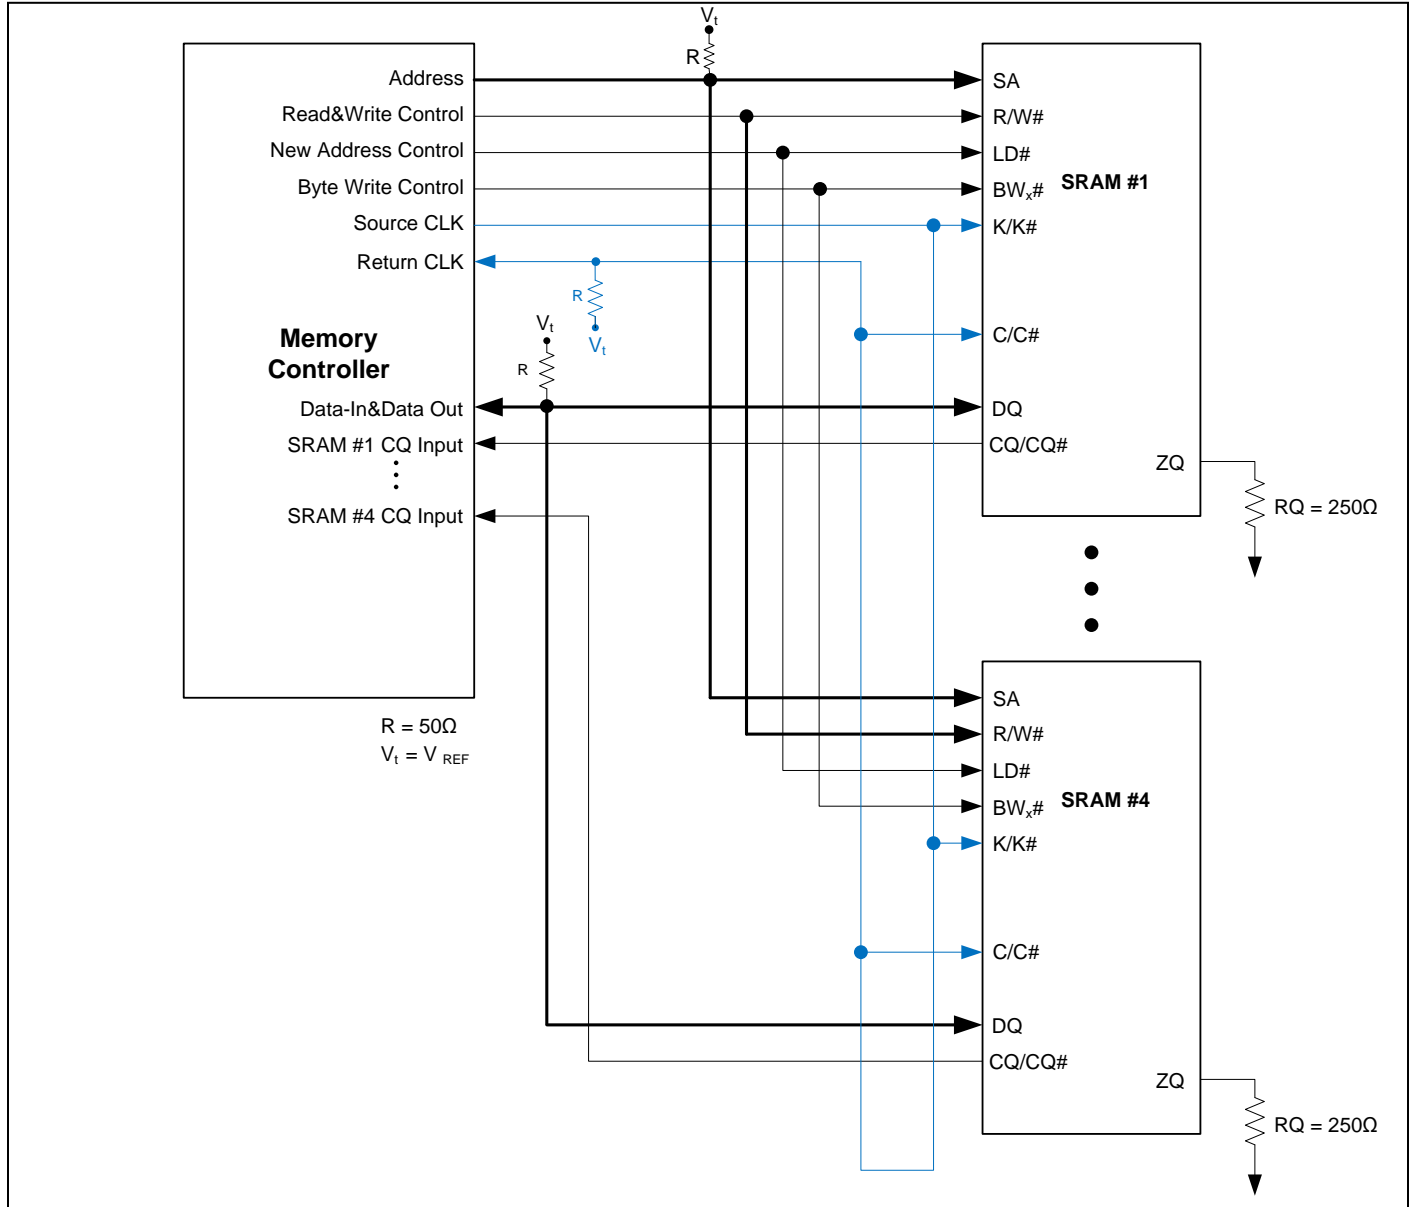 Vt
R
Address
Read&Write Control
New Address Control
Byte Write Control
Source CLK
Return CLK
R
Vt
Vt
R
Memory
Controller
Data-In&Data Out
SRAM #1 CQ Input
SRAM #4 CQ Input
R = 50Ω
Vt = V REF
SA
R/W#
LD#
BWx#
SRAM #1
K/K#
C/C#
DQ
CQ/CQ#
ZQ
RQ = 250Ω
SA
R/W#
LD#
BWx#
SRAM #4
K/K#
C/C#
DQ
CQ/CQ#
ZQ
RQ = 250Ω